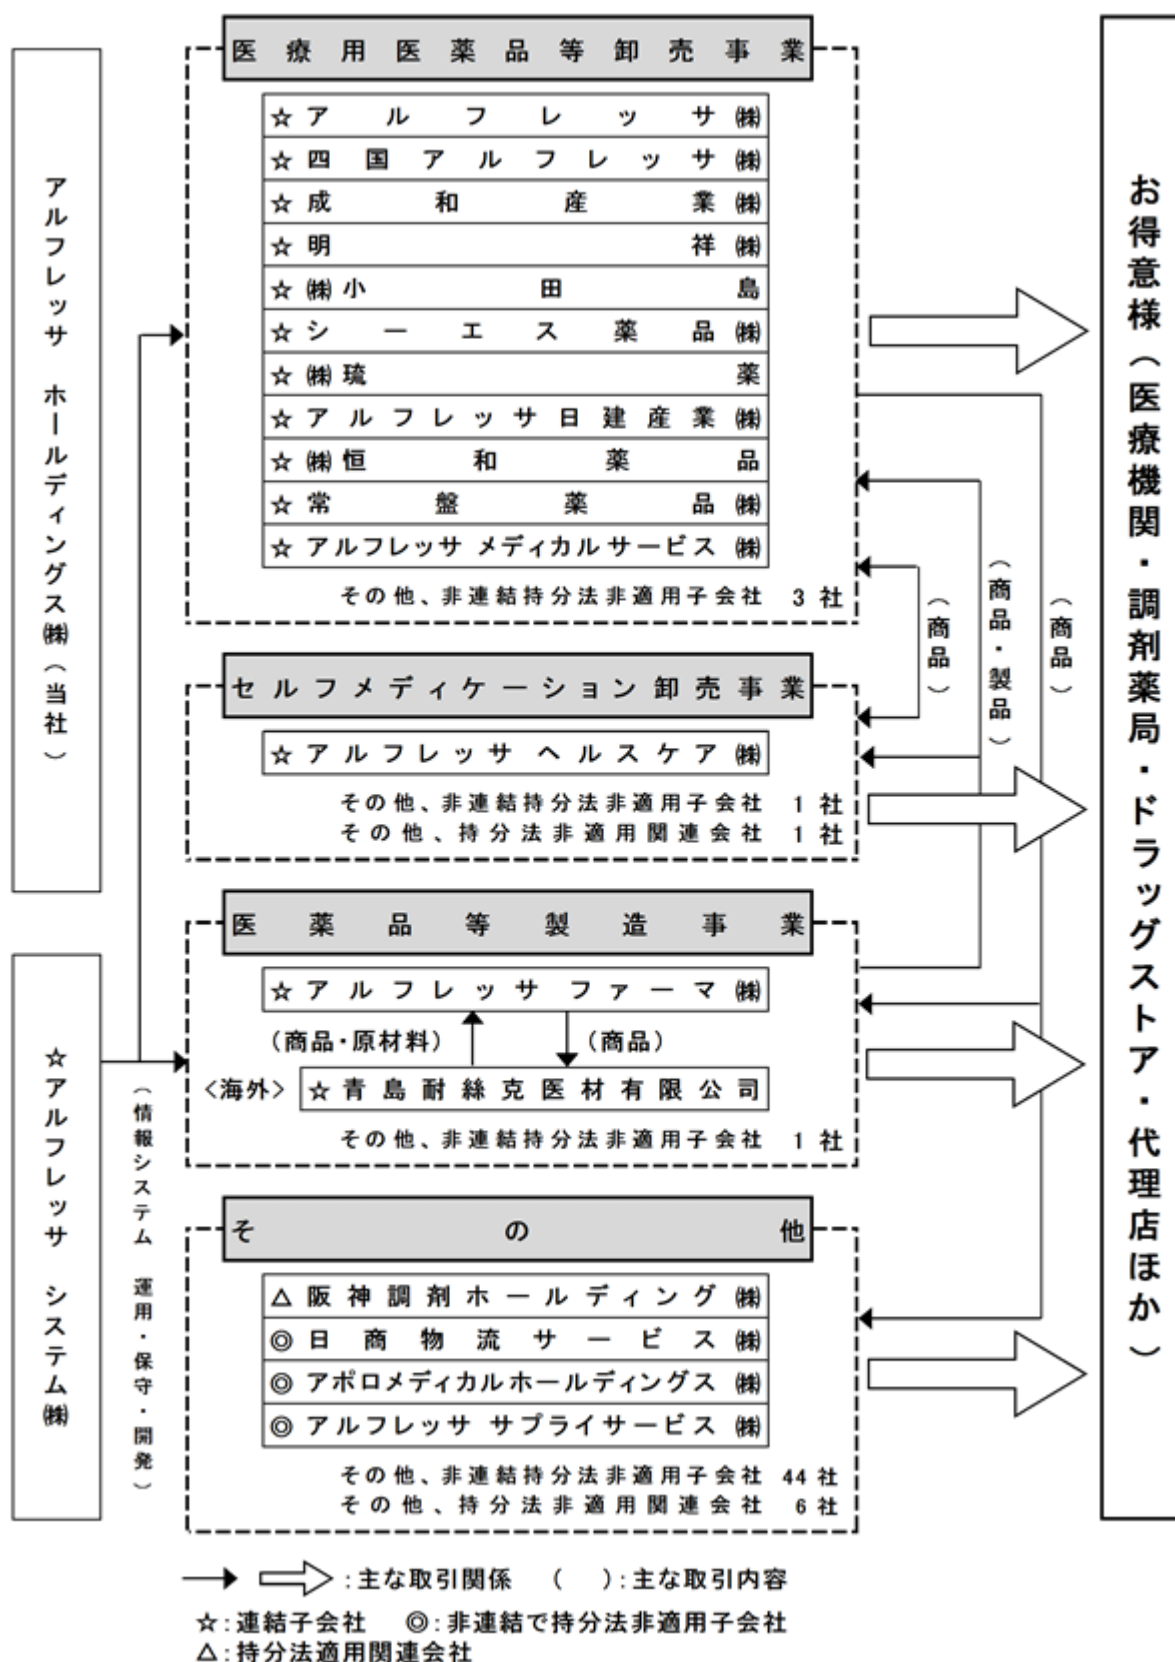 アルフレッサ ホールディングス㈱（当社）
☆アルフレッサ システム㈱
（情報システム 運用・保守・開発）
医療用医薬品等卸売事業
☆アルフレッサ㈱
☆四国アルフレッサ㈱
☆成和産業㈱
☆明祥㈱
☆㈱小田島
☆シーエス薬品㈱
☆㈱琉薬
☆アルフレッサ日建産業㈱
☆㈱恒和薬品
☆常盤薬品㈱
☆アルフレッサ メディカルサービス㈱
その他、非連結持分法非適用子会社 3 社
セルフメディケーション卸売事業
☆アルフレッサ ヘルスケア㈱
その他、非連結持分法非適用子会社 1 社
その他、持分法非適用関連会社 1 社
医薬品等製造事業
☆アルフレッサ ファーマ㈱
（商品・原材料）
（商品）
<海外>
☆青島耐絲克医材有限公司
その他、非連結持分法非適用子会社 1 社
その他
△阪神調剤ホールディング㈱
◎日商物流サービス㈱
◎アポロメディカルホールディングス㈱
◎アルフレッサ サプライサービス㈱
その他、非連結持分法非適用子会社 44 社
その他、持分法非適用関連会社 6 社
（商品）
（商品・製品）
（商品）
お得意様（医療機関・調剤薬局・ドラッグストア・代理店ほか）
：主な取引関係 （ ）：主な取引内容
☆：連結子会社 ◎：非連結で持分法非適用子会社
△：持分法適用関連会社